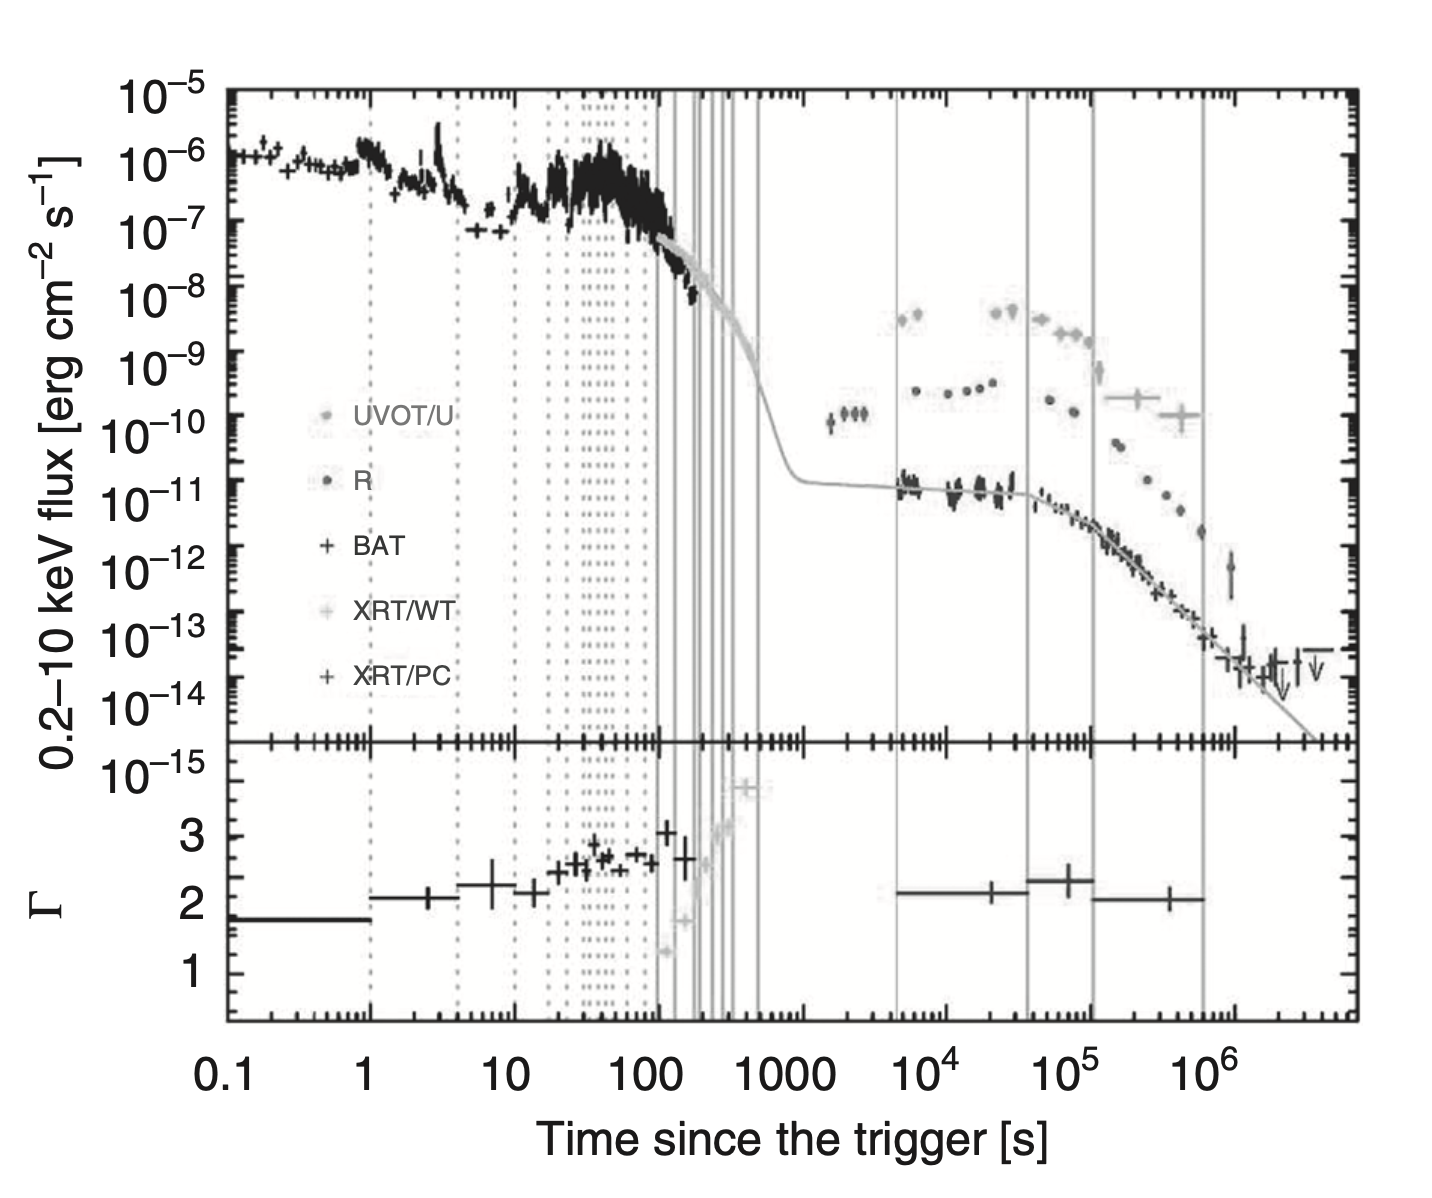 10⁻⁵
10⁻⁶
10⁻⁷
10⁻⁸
10⁻⁹
10⁻¹⁰
10⁻¹¹
10⁻¹²
10⁻¹³
10⁻¹⁴
10⁻¹⁵
0.2–10 keV flux [erg cm⁻² s⁻¹]
UVOT/U
R
BAT
XRT/WT
XRT/PC
3
2
1
Γ
0.1 1 10 100 1000 10⁴ 10⁵ 10⁶
Time since the trigger [s]